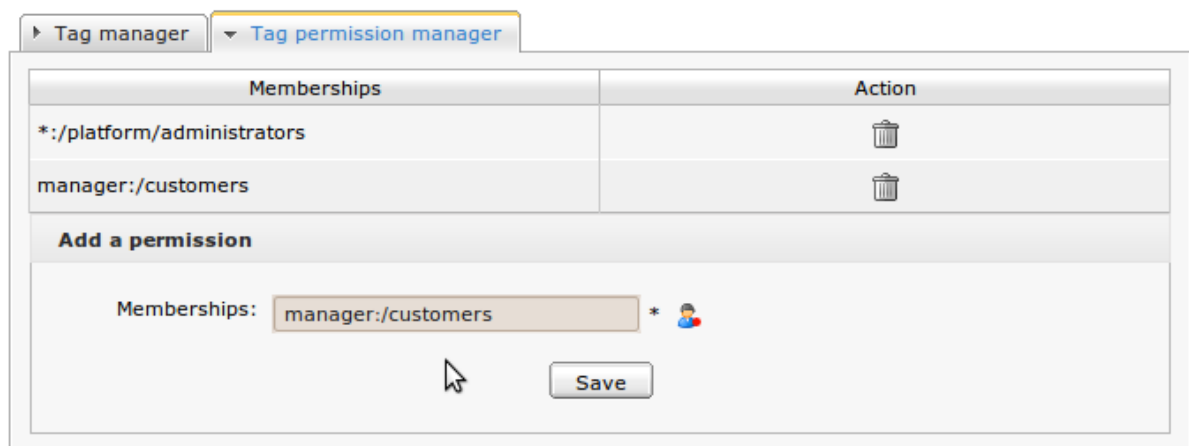 Tag manager Tag permission manager
Memberships Action
*:/platform/administrators
manager:/customers
Add a permission
Memberships: manager:/customers *
Save